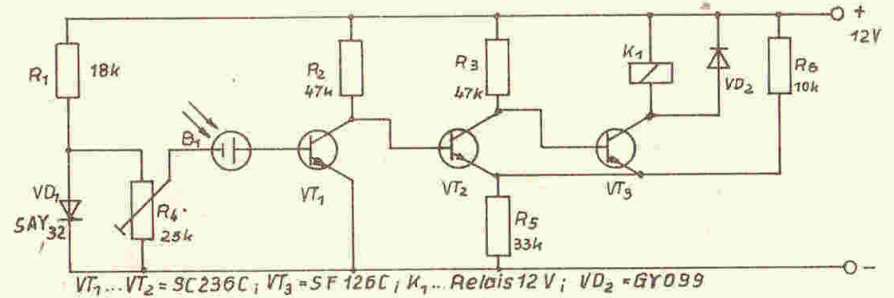 +
12V
R1
18k
R2
47k
R3
47k
K1
VD2
R6
10k
B1
VD1
SAY32
R4
25k
VT1
VT2
VT3
R5
33k
−
VT1...VT2=SC236C; VT3=SF126C; K1.. Relais 12V; VD2=GY099